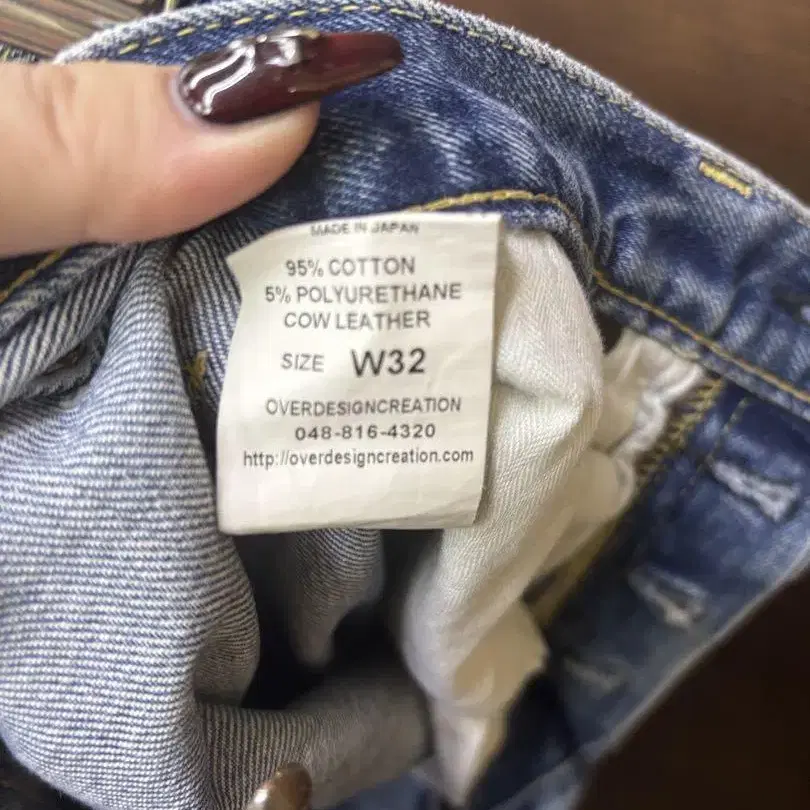 MADE IN JAPAN
95% COTTON
5% POLYURETHANE
COW LEATHER
SIZE W32
OVERDESIGNCREATION
048-816-4320
http://overdesigncreation.com